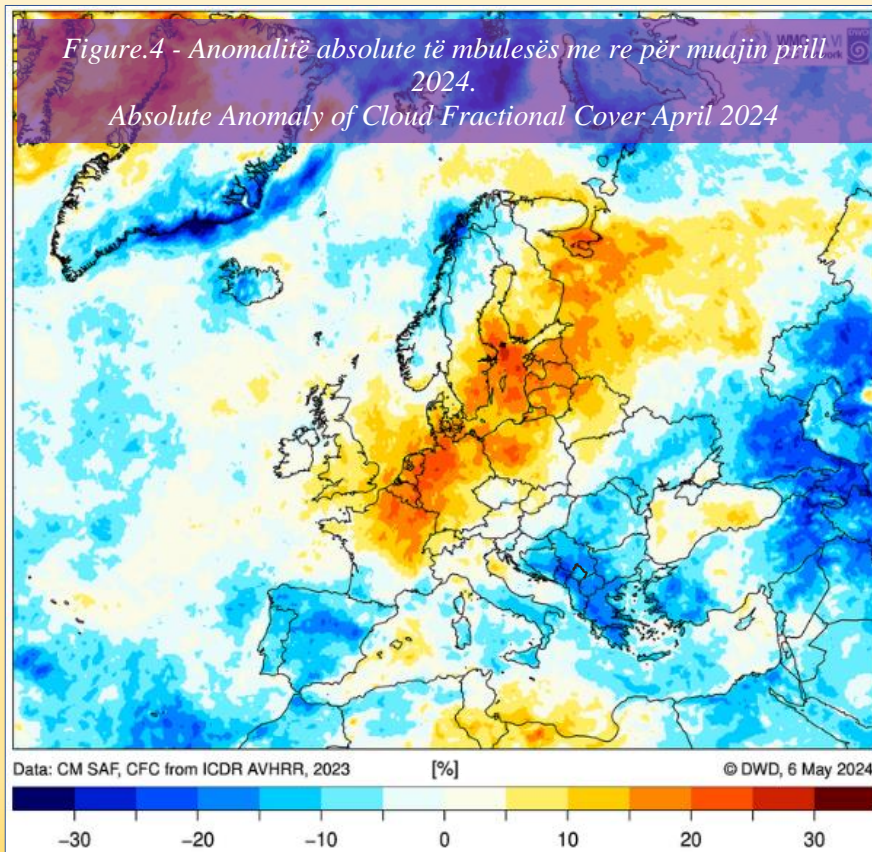 Figure.4 - Anomalitë absolute të mbulesës me re për muajin prill
2024.
Absolute Anomaly of Cloud Fractional Cover April 2024
Data: CM SAF, CFC from ICDR AVHRR, 2023 [%] © DWD, 6 May 2024
−30 −20 −10 0 10 20 30